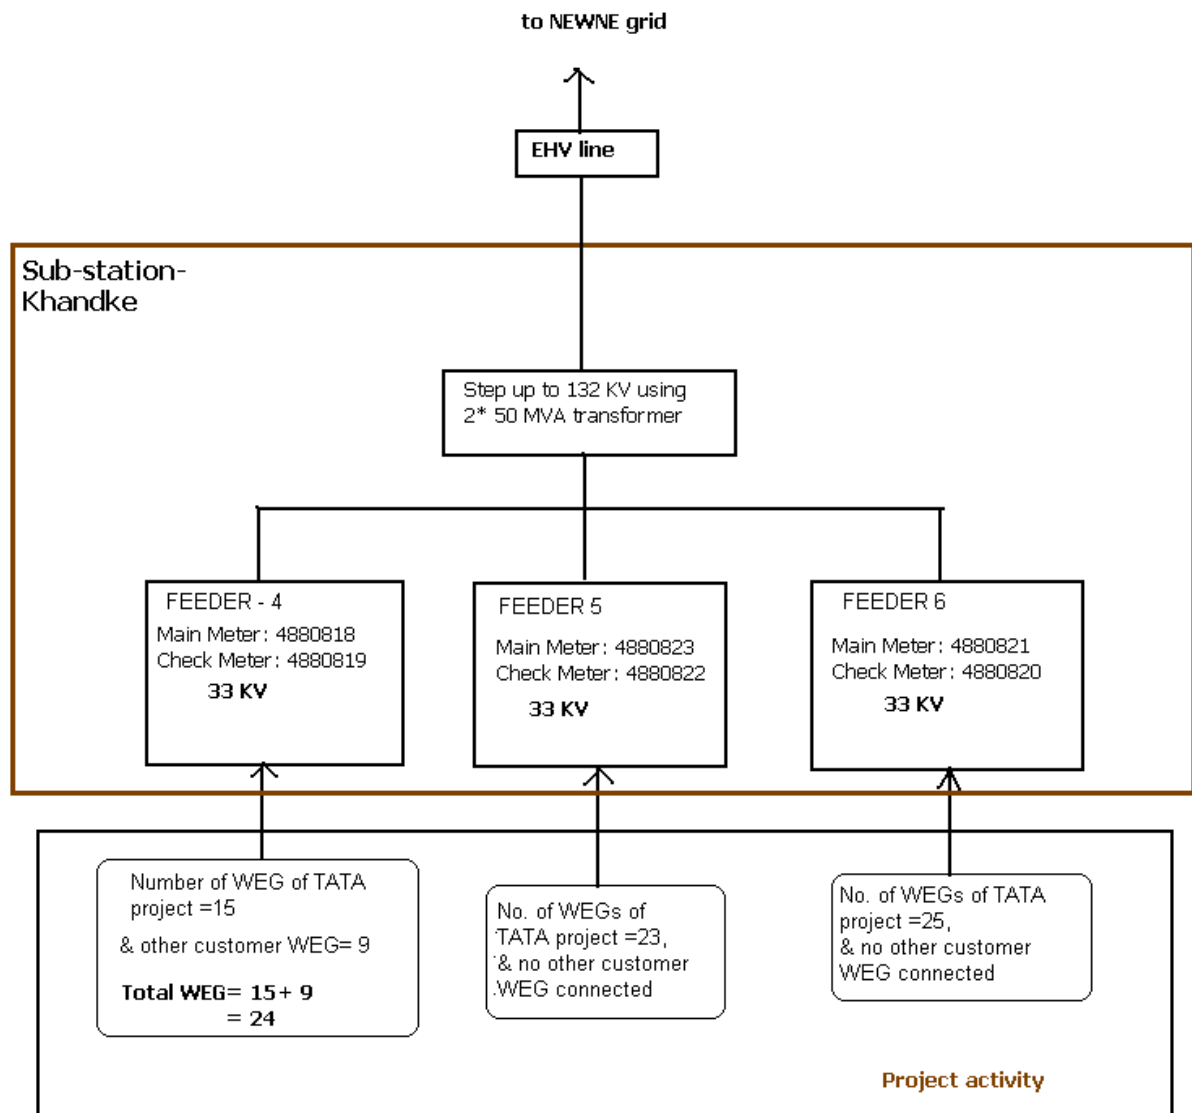 to NEWNE grid
EHV line
Sub-station-
Khandke
Step up to 132 KV using
2* 50 MVA transformer
FEEDER - 4
Main Meter: 4880818
Check Meter: 4880819
33 KV
FEEDER 5
Main Meter: 4880823
Check Meter: 4880822
33 KV
FEEDER 6
Main Meter: 4880821
Check Meter: 4880820
33 KV
Number of WEG of TATA
project =15
& other customer WEG= 9
Total WEG= 15+ 9
= 24
No. of WEGs of
TATA project =23,
& no other customer
WEG connected
No. of WEGs of TATA
project =25,
& no other customer
WEG connected
Project activity